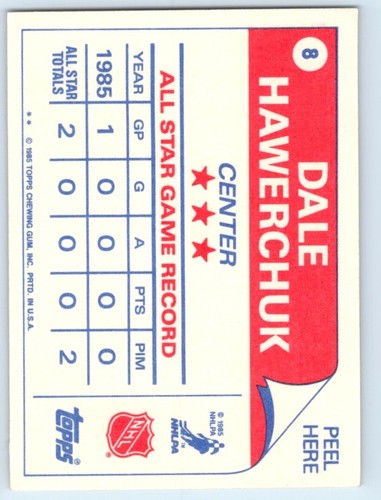 8
DALE
HAWERCHUK
PEEL
HERE
CENTER
ALL STAR GAME RECORD
YEAR GP G A PTS PIM
1985 1 0 0 0 0
ALL STAR
TOTALS 2 0 0 0 2
© 1985
NHLPA
NHLPA
NHL
topps
** © 1985 TOPPS CHEWING GUM, INC. PRTD. IN U.S.A.